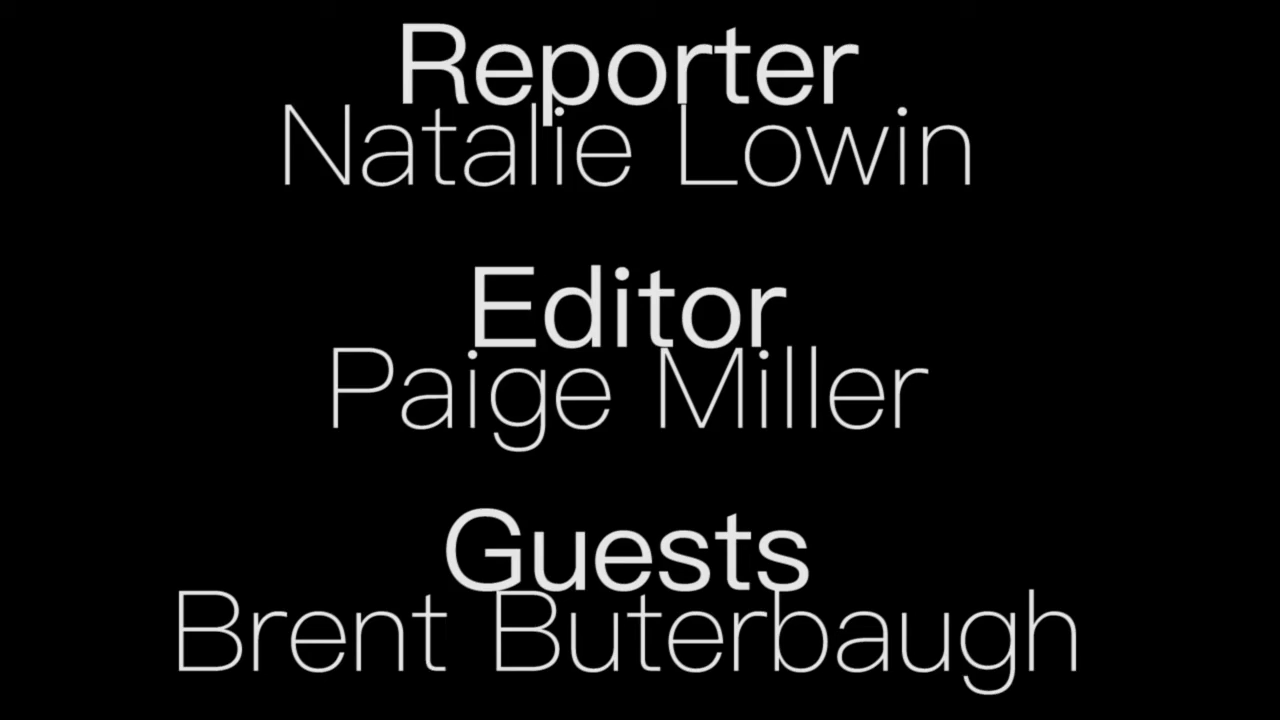 Reporter
Natalie Lowin
Editor
Paige Miller
Guests
Brent Buterbaugh